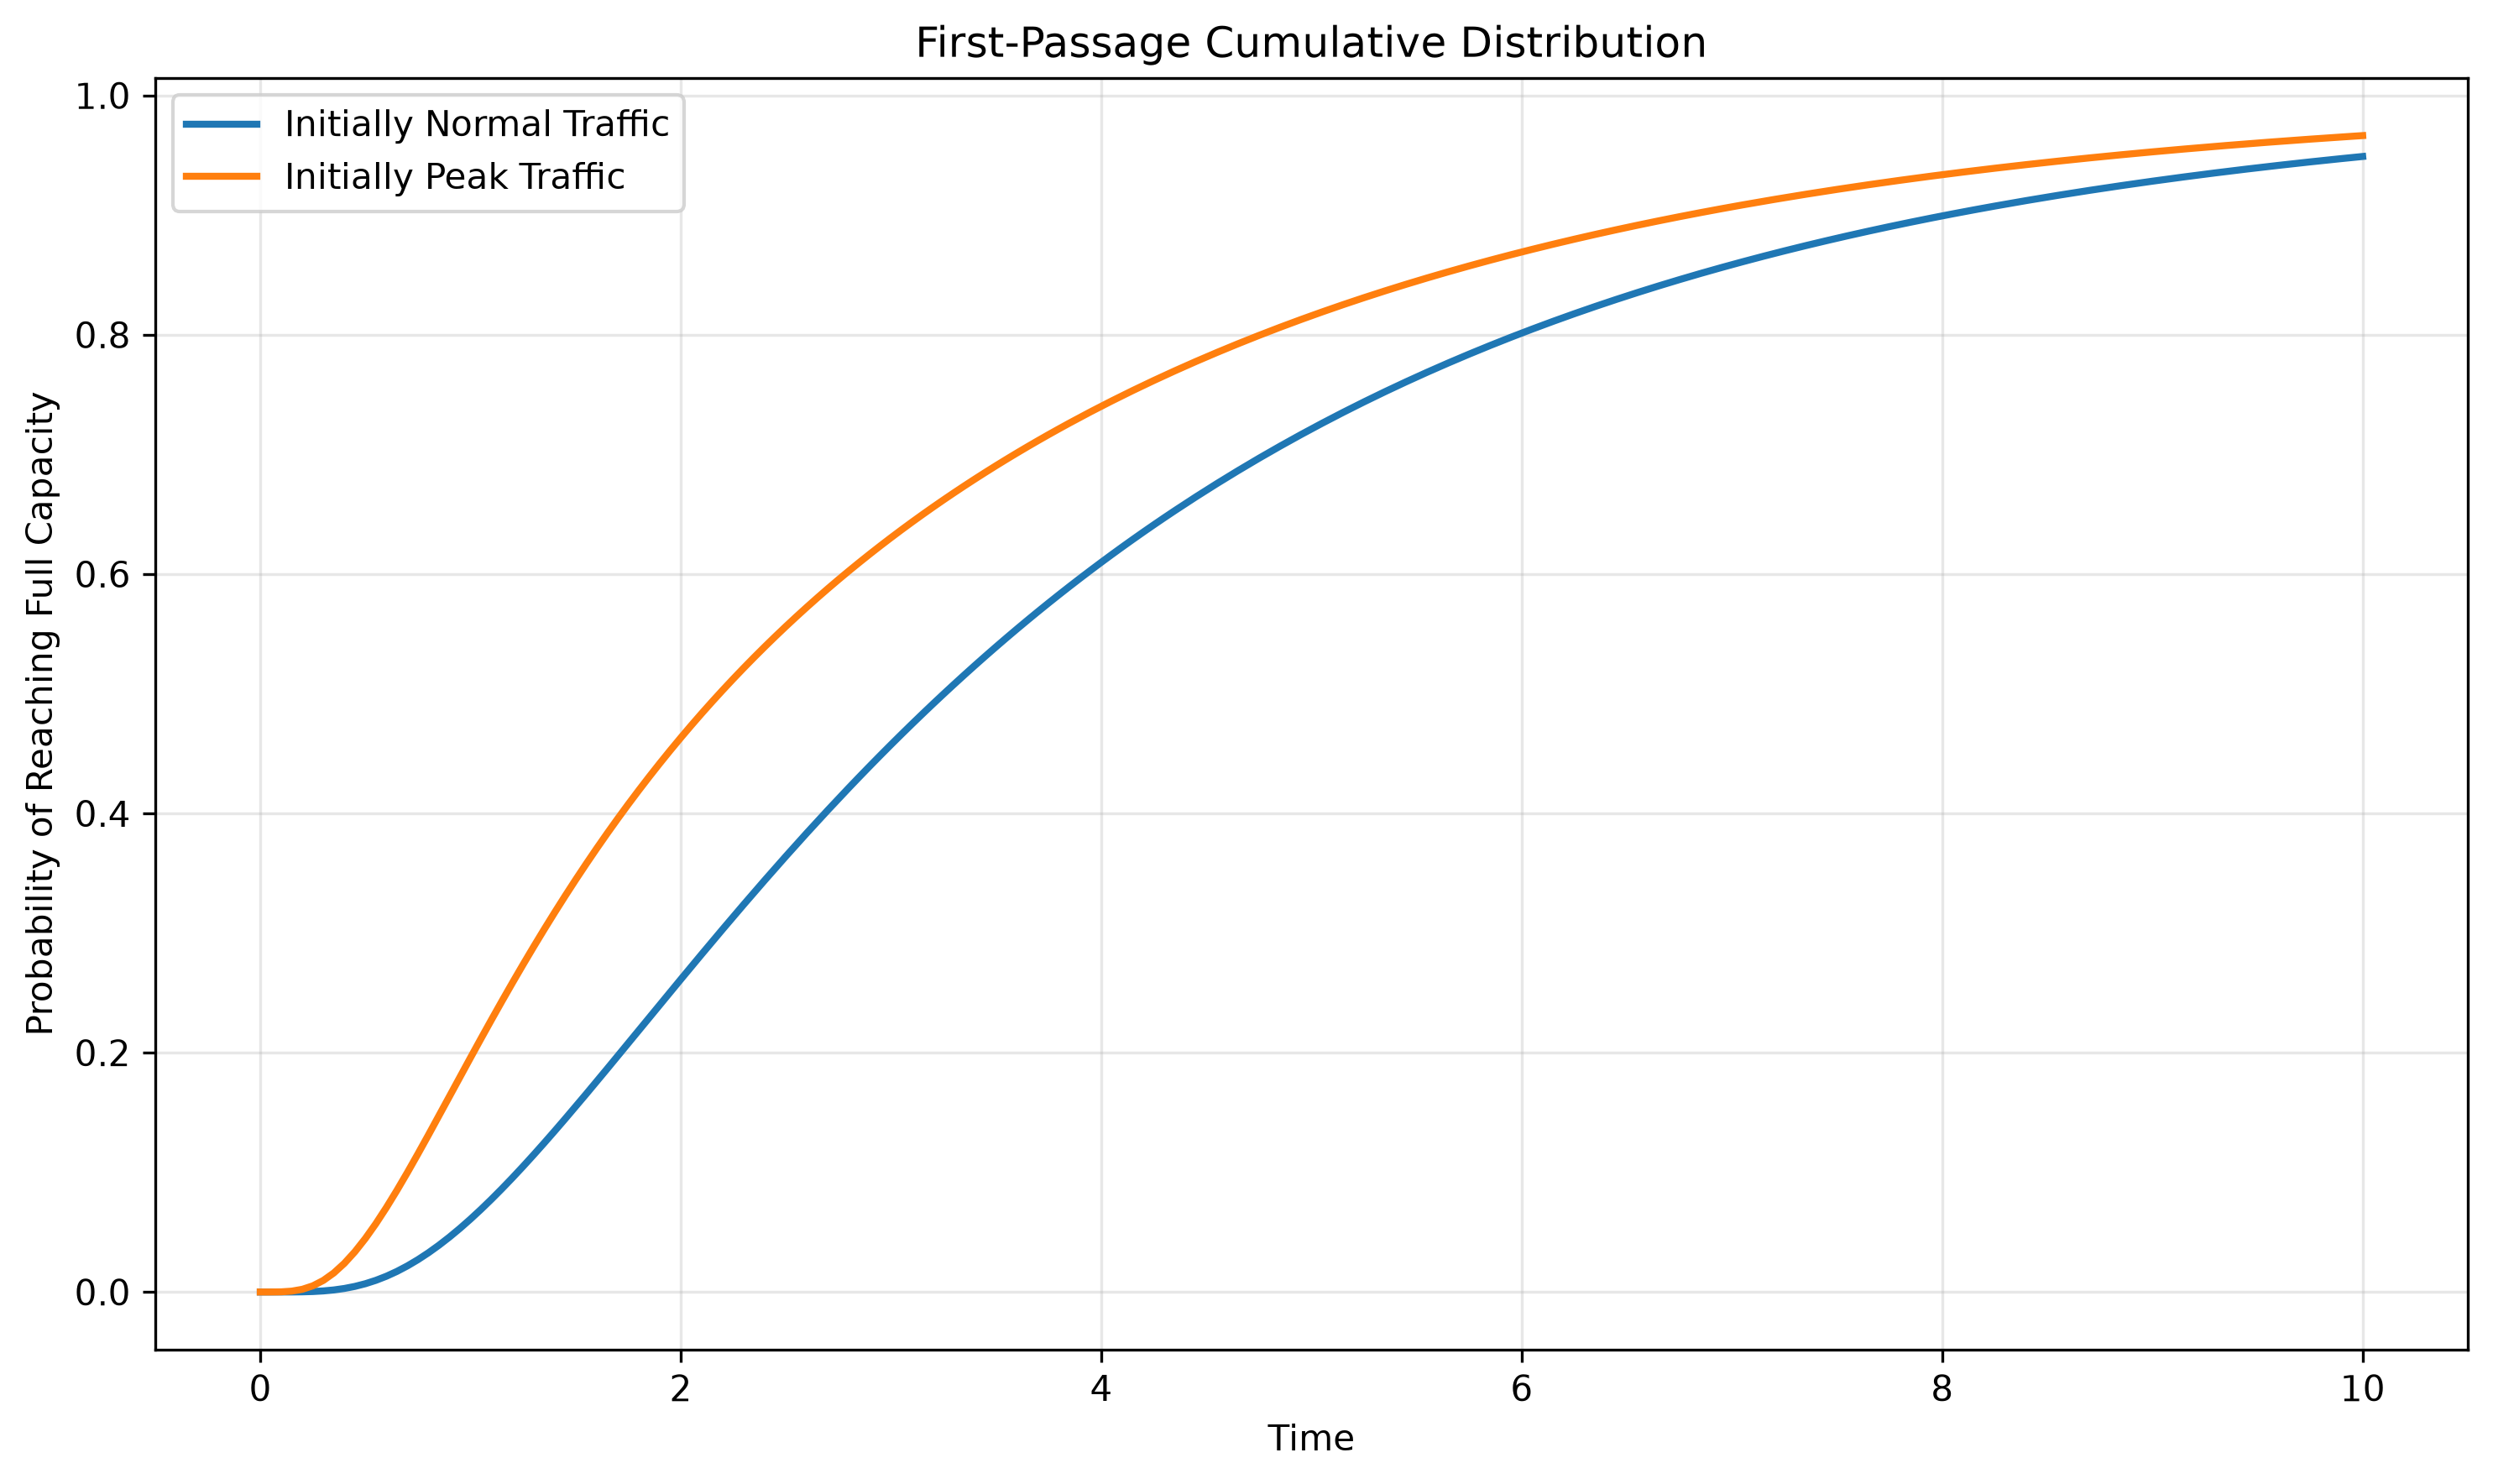 First-Passage Cumulative Distribution
Initially Normal Traffic
Initially Peak Traffic
Probability of Reaching Full Capacity
1.0
0.8
0.6
0.4
0.2
0.0
0 2 4 6 8 10
Time